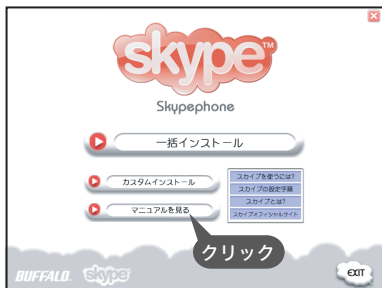 skype™
Skypephone
一括インストール
カスタムインストール
マニュアルを見る
スカイプを使うには?
スカイプの設定手順
スカイプとは?
スカイプオフィシャルサイト
クリック
BUFFALO. skype
EXIT